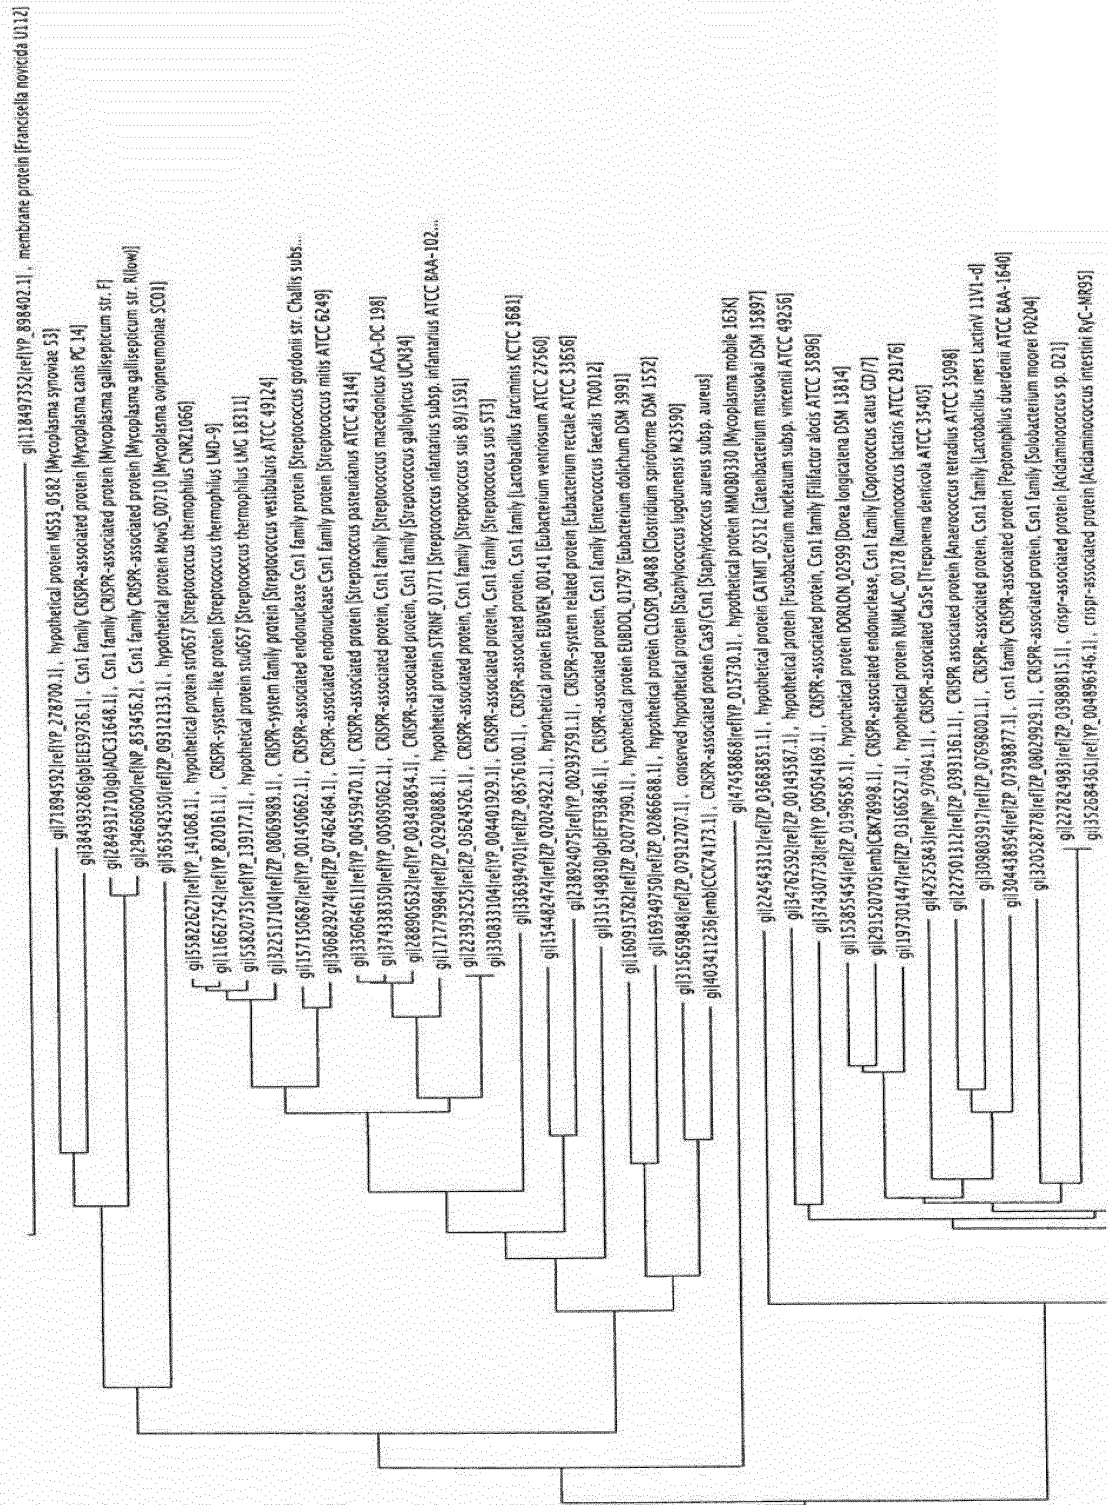 gi|118497352|ref|YP_898402.1|, membrane protein [Francisella novicida U112]
gi|71894592|ref|YP_278700.1|, hypothetical protein MS53_0582 [Mycoplasma synoviae 53]
gi|384393286|gb|EIE39736.1|, Csn1 family CRISPR-associated protein [Mycoplasma canis PG 14]
gi|284931710|gb|ADC31648.1|, Csn1 family CRISPR-associated protein [Mycoplasma gallisepticum str. F]
gi|294660600|ref|NP_853456.2|, Csn1 family CRISPR-associated protein [Mycoplasma gallisepticum str. R(low)]
gi|363542550|ref|ZP_09312133.1|, hypothetical protein MoviS_00710 [Mycoplasma ovipneumoniae SC01]
gi|55822627|ref|YP_141068.1|, hypothetical protein str0657 [Streptococcus thermophilus CNRZ1066]
gi|116627542|ref|YP_820161.1|, CRISPR-system-like protein [Streptococcus thermophilus LMD-9]
gi|55820735|ref|YP_139177.1|, hypothetical protein stu0657 [Streptococcus thermophilus LMG 18311]
gi|322517104|ref|ZP_08069989.1|, CRISPR-system family protein [Streptococcus vestibularis ATCC 49124]
gi|157150687|ref|YP_001450662.1|, CRISPR-associated endonuclease Csn1 family protein [Streptococcus gordonii str. Challis subs...
gi|306829274|ref|ZP_07462464.1|, CRISPR-associated endonuclease Csn1 family protein [Streptococcus mitis ATCC 6249]
gi|336064611|ref|YP_004559470.1|, CRISPR-associated protein [Streptococcus pasteurianus ATCC 43144]
gi|374338350|ref|YP_005095062.1|, CRISPR-associated protein, Csn1 family [Streptococcus macedonicus ACA-DC 198]
gi|288905632|ref|YP_003430854.1|, CRISPR-associated protein, Csn1 family [Streptococcus gallolyticus UCN34]
gi|171779984|ref|ZP_02920888.1|, hypothetical protein STRINF_01771 [Streptococcus infantarius subsp. infantarius ATCC BAA-102...
gi|223932525|ref|ZP_03624526.1|, CRISPR-associated protein, Csn1 family [Streptococcus suis 89/1591]
gi|330833104|ref|YP_004401929.1|, CRISPR-associated protein, Csn1 family [Streptococcus suis ST3]
gi|336394701|ref|ZP_08576100.1|, CRISPR-associated protein, Csn1 family [Lactobacillus farciminis KCTC 3681]
gi|154482474|ref|ZP_02024922.1|, hypothetical protein EUBVEN_00141 [Eubacterium ventriosum ATCC 27560]
gi|238924075|ref|YP_002937591.1|, CRISPR-system related protein [Eubacterium rectale ATCC 33656]
gi|315149830|gb|EFT93846.1|, CRISPR-associated protein, Csn1 family [Enterococcus faecalis TX0012]
gi|160915782|ref|ZP_02077990.1|, hypothetical protein EUBDOL_01797 [Eubacterium dolichum DSM 3991]
gi|169349750|ref|ZP_02866688.1|, hypothetical protein CLOSPI_00488 [Clostridium spiroforme DSM 1552]
gi|315659848|ref|ZP_07912707.1|, conserved hypothetical protein [Staphylococcus lugdunensis M23590]
gi|403411236|emb|CCK74173.1|, CRISPR-associated protein Cas9/Csn1 [Staphylococcus aureus subsp. aureus]
gi|47458868|ref|YP_015730.1|, hypothetical protein MMOB0330 [Mycoplasma mobile 163K]
gi|224543312|ref|ZP_03683851.1|, hypothetical protein CATMIT_02512 [Catenibacterium mitsuokai DSM 15897]
gi|34762592|ref|ZP_00143587.1|, hypothetical protein [Fusobacterium nucleatum subsp. vincentii ATCC 49256]
gi|374307738|ref|YP_005054169.1|, CRISPR-associated protein, Csn1 family [Filifactor alocis ATCC 35896]
gi|153855454|ref|ZP_01996585.1|, hypothetical protein DORLON_02599 [Dorea longicatena DSM 13814]
gi|291520705|emb|CBK78998.1|, CRISPR-associated endonuclease, Csn1 family [Coprococcus catus GD/7]
gi|197301447|ref|ZP_03166527.1|, hypothetical protein RUMLAC_00178 [Ruminococcus lactaris ATCC 29176]
gi|42525843|ref|NP_970941.1|, CRISPR-associated Cas5e [Treponema denticola ATCC 35405]
gi|227501312|ref|ZP_03931361.1|, CRISPR associated protein [Anaerococcus tetradius ATCC 35098]
gi|309803917|ref|ZP_07698001.1|, CRISPR-associated protein, Csn1 family [Lactobacillus iners LactinV 11V1-d]
gi|304438954|ref|ZP_07398877.1|, csn1 family CRISPR-associated protein [Peptoniphilus duerdenii ATCC BAA-1640]
gi|320528778|ref|ZP_08029929.1|, CRISPR-associated protein, Csn1 family [Solobacterium moorei F0204]
gi|227824983|ref|ZP_03989815.1|, crispr-associated protein [Acidaminococcus sp. D21]
gi|352684361|ref|YP_004896346.1|, crispr-associated protein [Acidaminococcus intestini RyC-MR95]